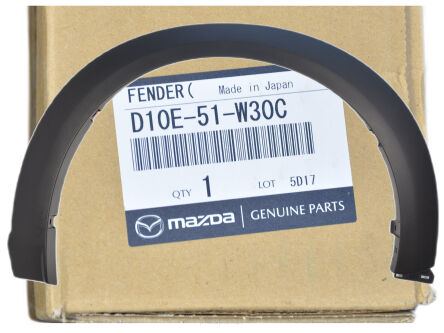 FENDER( Made in Japan
D10E-51-W30C
QTY 1 LOT 5D17
mazda GENUINE PARTS